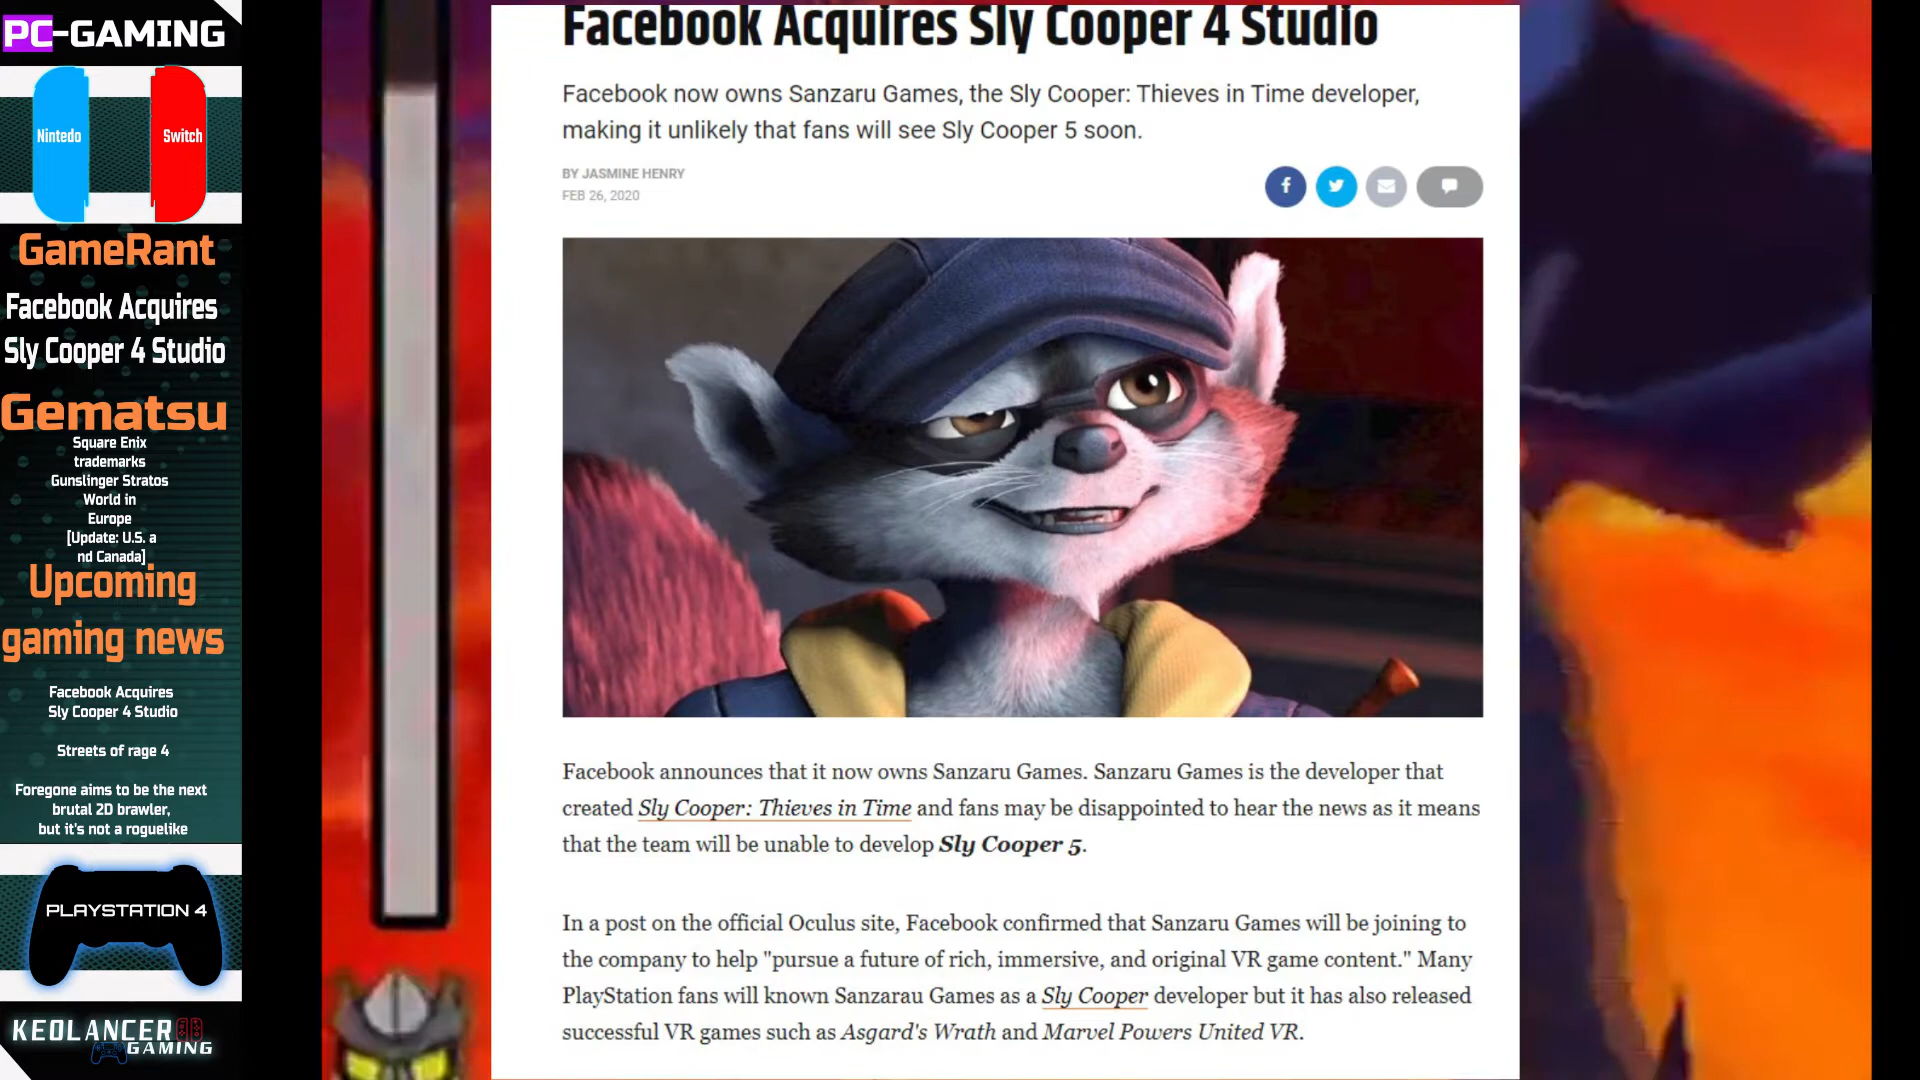 PC-GAMING
Nintedo
Switch
GameRant
Facebook Acquires
Sly Cooper 4 Studio
Gematsu
Square Enix
trademarks
Gunslinger Stratos
World in
Europe
[Update: U.S. a
nd Canada]
Upcoming
gaming news
Facebook Acquires
Sly Cooper 4 Studio
Streets of rage 4
Foregone aims to be the next
brutal 2D brawler,
but it's not a roguelike
PLAYSTATION 4
KEOLANCER
GAMING
Facebook Acquires Sly Cooper 4 Studio
Facebook now owns Sanzaru Games, the Sly Cooper: Thieves in Time developer,
making it unlikely that fans will see Sly Cooper 5 soon.
BY JASMINE HENRY
FEB 26, 2020
Facebook announces that it now owns Sanzaru Games. Sanzaru Games is the developer that
created Sly Cooper: Thieves in Time and fans may be disappointed to hear the news as it means
that the team will be unable to develop Sly Cooper 5.
In a post on the official Oculus site, Facebook confirmed that Sanzaru Games will be joining to
the company to help "pursue a future of rich, immersive, and original VR game content." Many
PlayStation fans will known Sanzarau Games as a Sly Cooper developer but it has also released
successful VR games such as Asgard's Wrath and Marvel Powers United VR.